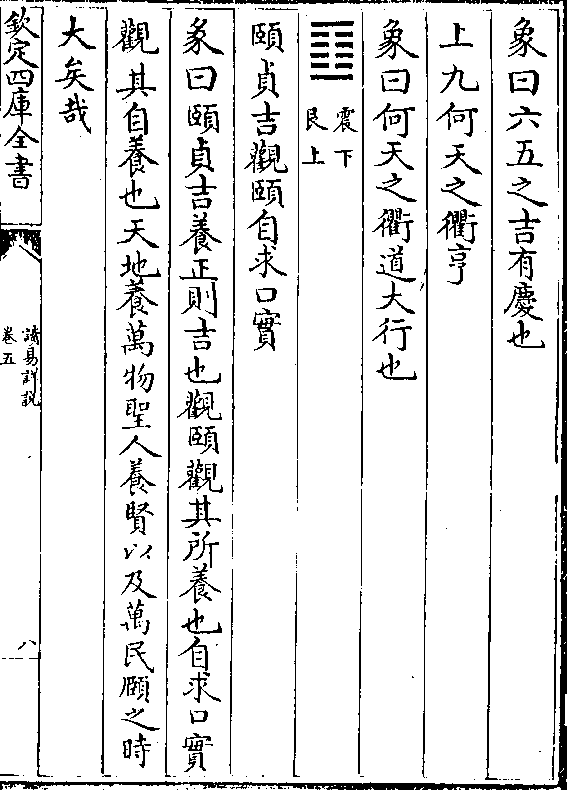 象曰六五之吉有慶也
上九何天之衢亨
象曰何天之衢道大行也
震下
艮上
頤貞吉觀頤自求口實
彖曰頤貞吉養正則吉也觀頤觀其所養也自求口實
觀其自養也天地養萬物聖人養賢以及萬民頤之時
大矣哉
欽定四庫全書
讀易詳說
卷五
八